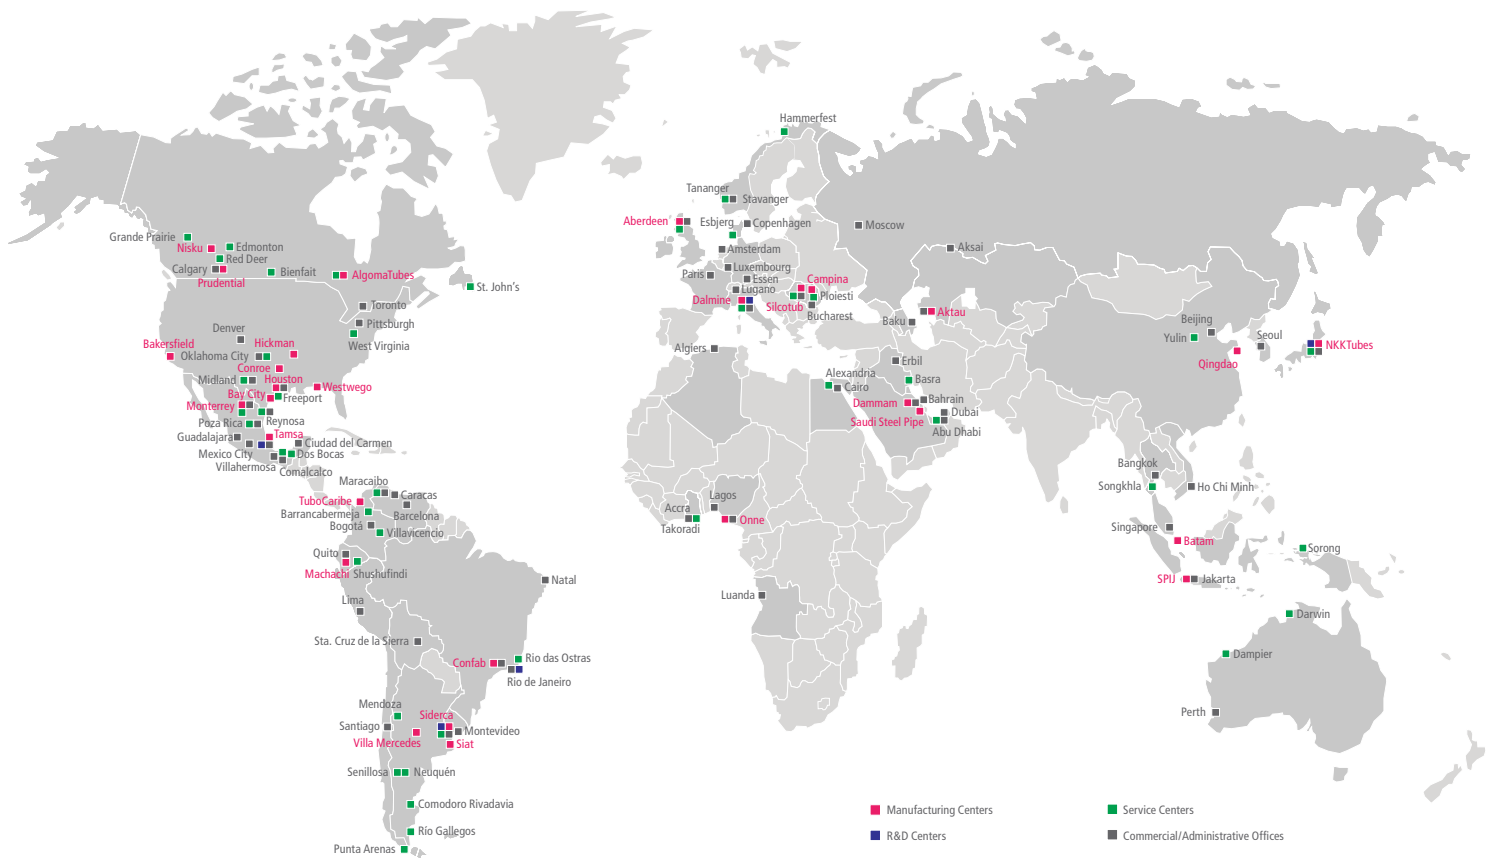 Hammerfest
Tananger
Stavanger
Aberdeen
Esbjerg
Copenhagen
Moscow
Grande Prairie
Nisku
Edmonton
Red Deer
Calgary
Bienfait
AlgomaTubes
Prudential
St. John's
Amsterdam
Aksai
Paris
Luxembourg
Essen
Lugano
Campina
Dalmine
Silcotub
Ploiesti
Bucharest
Toronto
Pittsburgh
West Virginia
Denver
Bakersfield
Hickman
Oklahoma City
Conroe
Houston
Midland
Westwego
Bay City
Freeport
Monterrey
Poza Rica
Reynosa
Guadalajara
Tamsa
Ciudad del Carmen
Mexico City
Dos Bocas
Villahermosa
Comalcalco
Baku
Aktau
Beijing
Yulin
Seoul
NKKTubes
Qingdao
Algiers
Erbil
Alexandria
Cairo
Basra
Dammam
Bahrain
Saudi Steel Pipe
Dubai
Abu Dhabi
Maracaibo
TuboCaribe
Caracas
Barrancabermeja
Barcelona
Bogotá
Villavicencio
Quito
Machachi
Shushufindi
Lima
Natal
Lagos
Accra
Takoradi
Onne
Luanda
Bangkok
Songkhla
Ho Chi Minh
Singapore
Batam
Sorong
SPIJ
Jakarta
Darwin
Dampier
Perth
Sta. Cruz de la Sierra
Confab
Rio das Ostras
Rio de Janeiro
Mendoza
Siderca
Santiago
Montevideo
Villa Mercedes
Siat
Senillosa
Neuquén
Comodoro Rivadavia
Río Gallegos
Punta Arenas
Manufacturing Centers
Service Centers
R&D Centers
Commercial/Administrative Offices